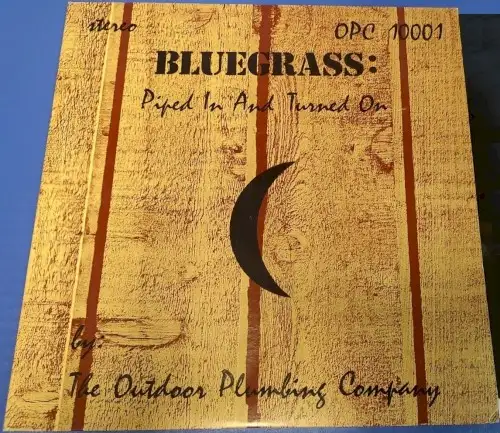 stereo OPC 10001
BLUEGRASS:
Piped In And Turned On
by:
The Outdoor Plumbing Company